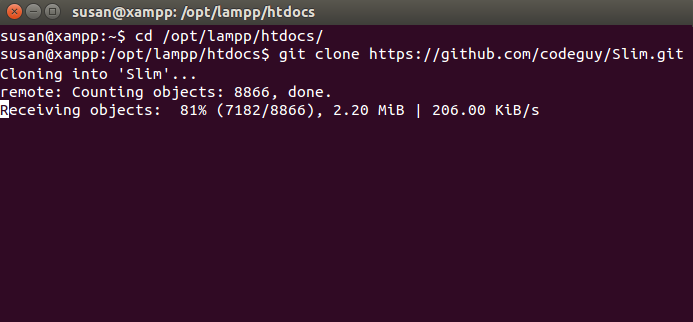 susan@xampp: /opt/lampp/htdocs
susan@xampp:~$ cd /opt/lampp/htdocs/
susan@xampp:/opt/lampp/htdocs$ git clone https://github.com/codeguy/Slim.git
Cloning into 'Slim'...
remote: Counting objects: 8866, done.
Receiving objects:  81% (7182/8866), 2.20 MiB | 206.00 KiB/s